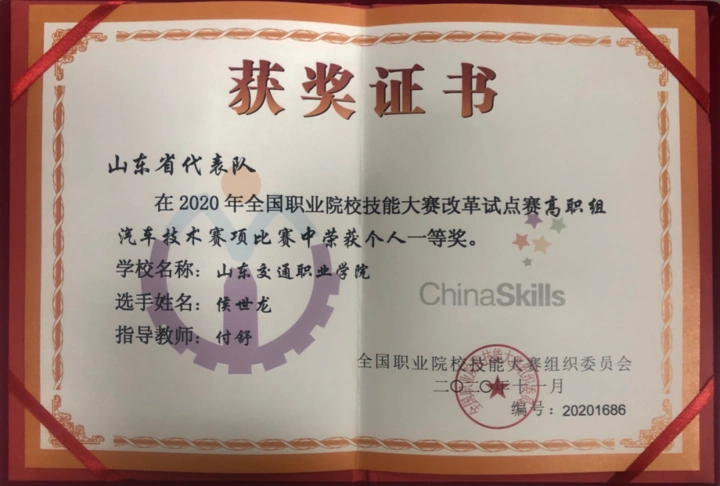 获奖证书
山东省代表队
在2020年全国职业院校技能大赛改革试点赛高职组
汽车技术赛项比赛中荣获个人一等奖。
学校名称：山东交通职业学院
ChinaSkills
选手姓名：侯世龙
指导教师：付舒
全国职业院校技能大赛组织委员会
二〇二〇年十一月
编号：20201686